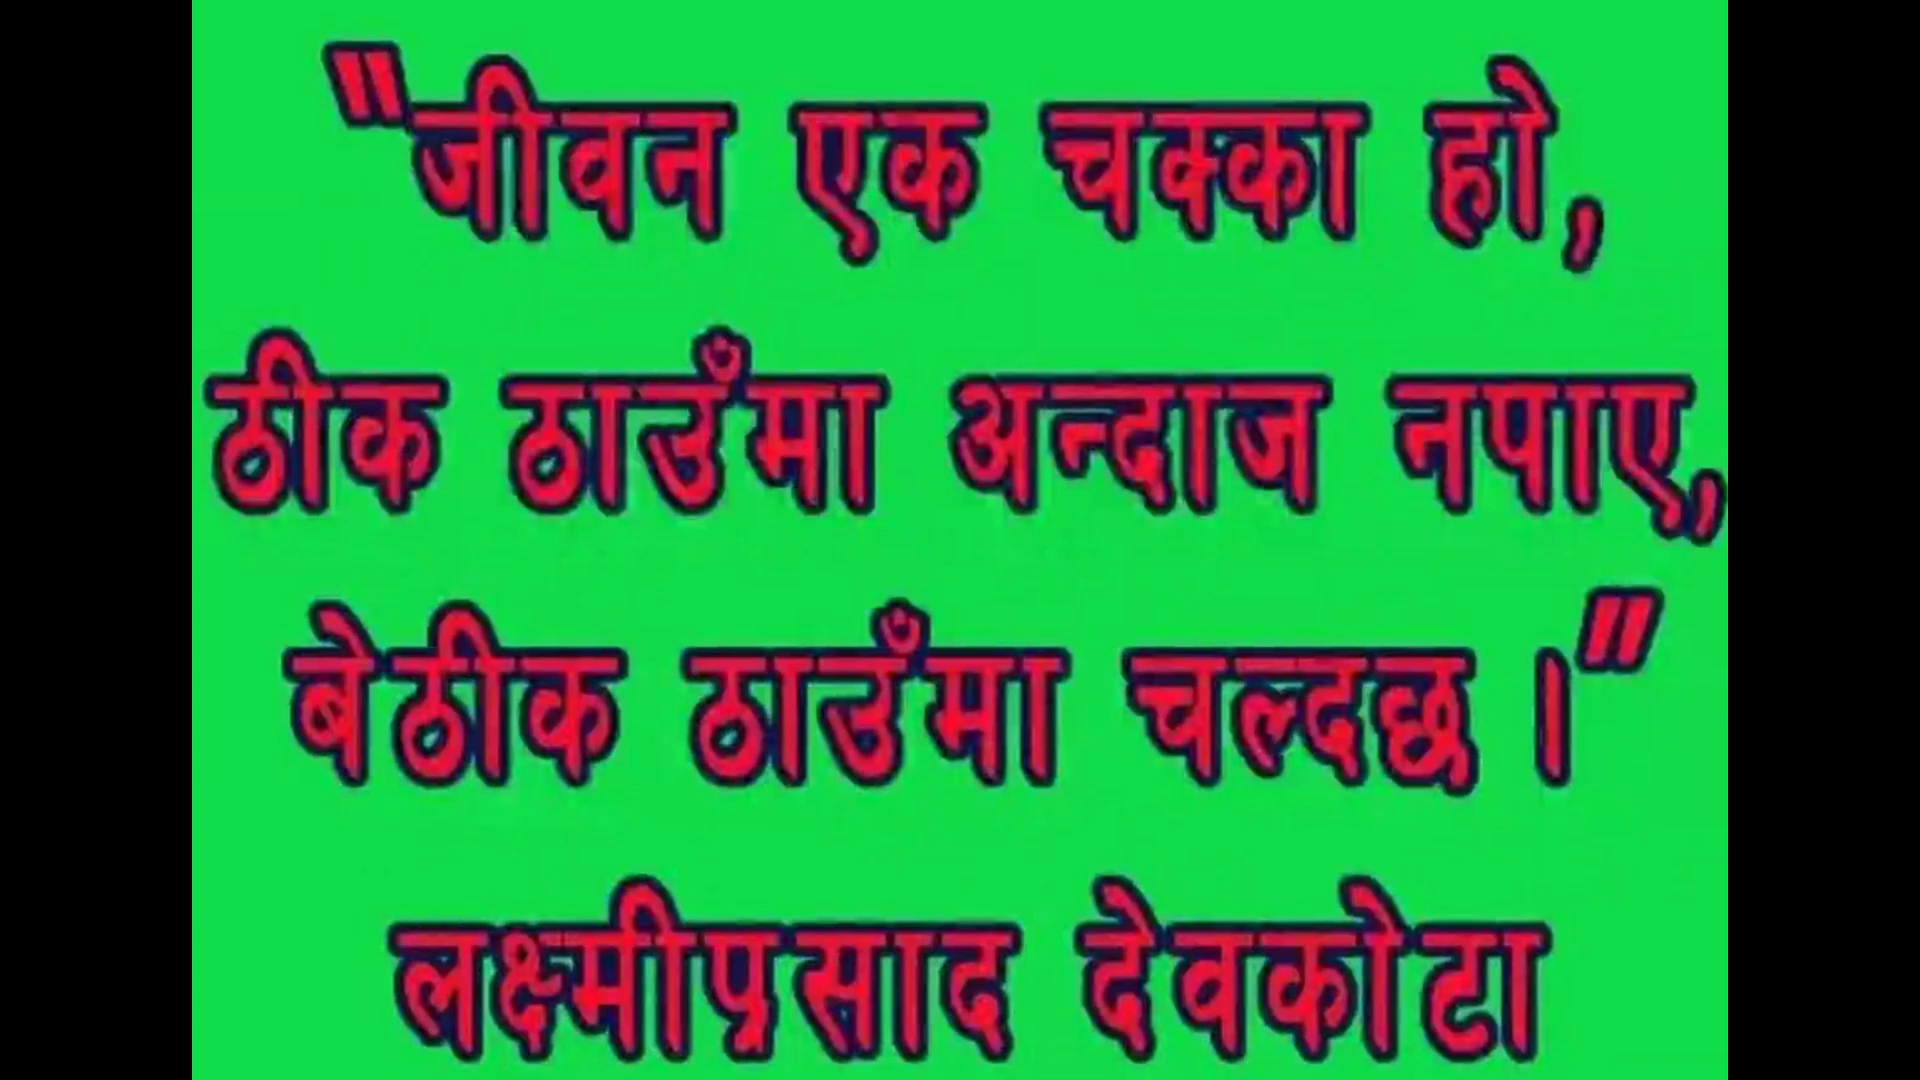 "जीवन एक चक्का हो,
ठीक ठाउँमा अन्दाज नपाए,
बेठीक ठाउँमा चल्दछ ।"
लक्ष्मीप्रसाद देवकोटा